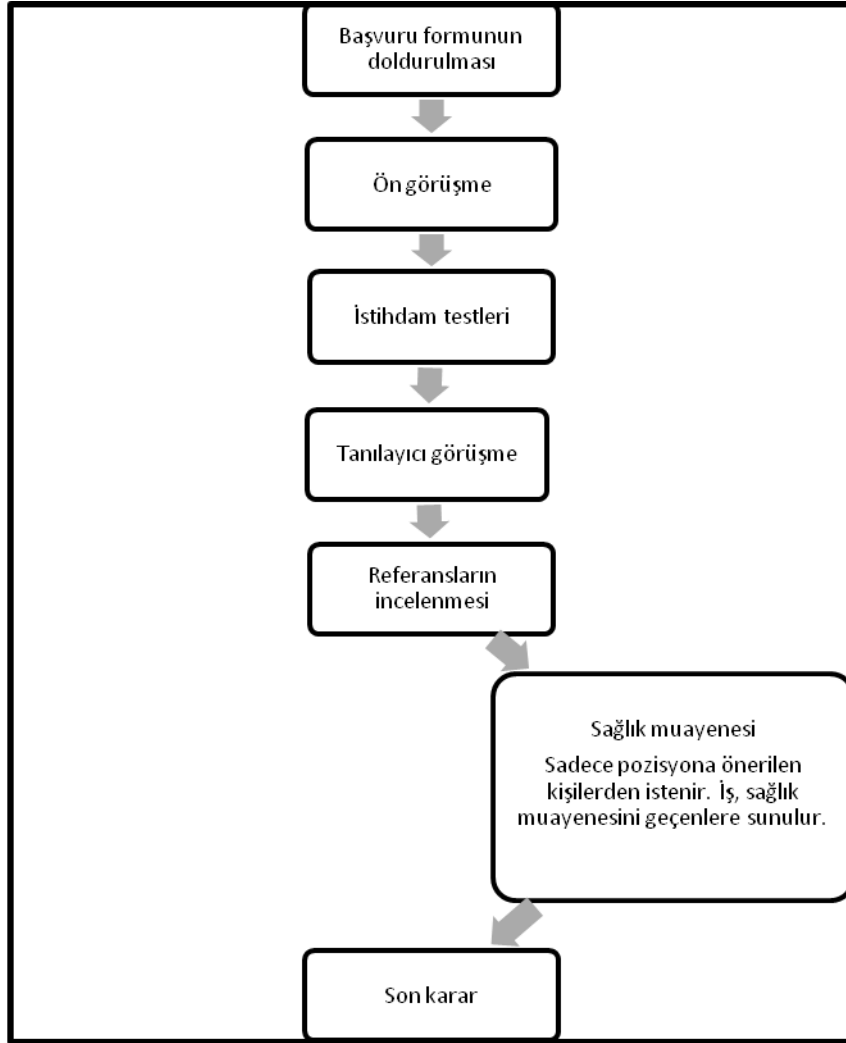 Başvuru formunun
doldurulması
Ön görüşme
İstihdam testleri
Tanılayıcı görüşme
Referansların
incelenmesi
Sağlık muayenesi
Sadece pozisyona önerilen
kişilerden istenir. İş, sağlık
muayenesini geçenlere sunulur.
Son karar